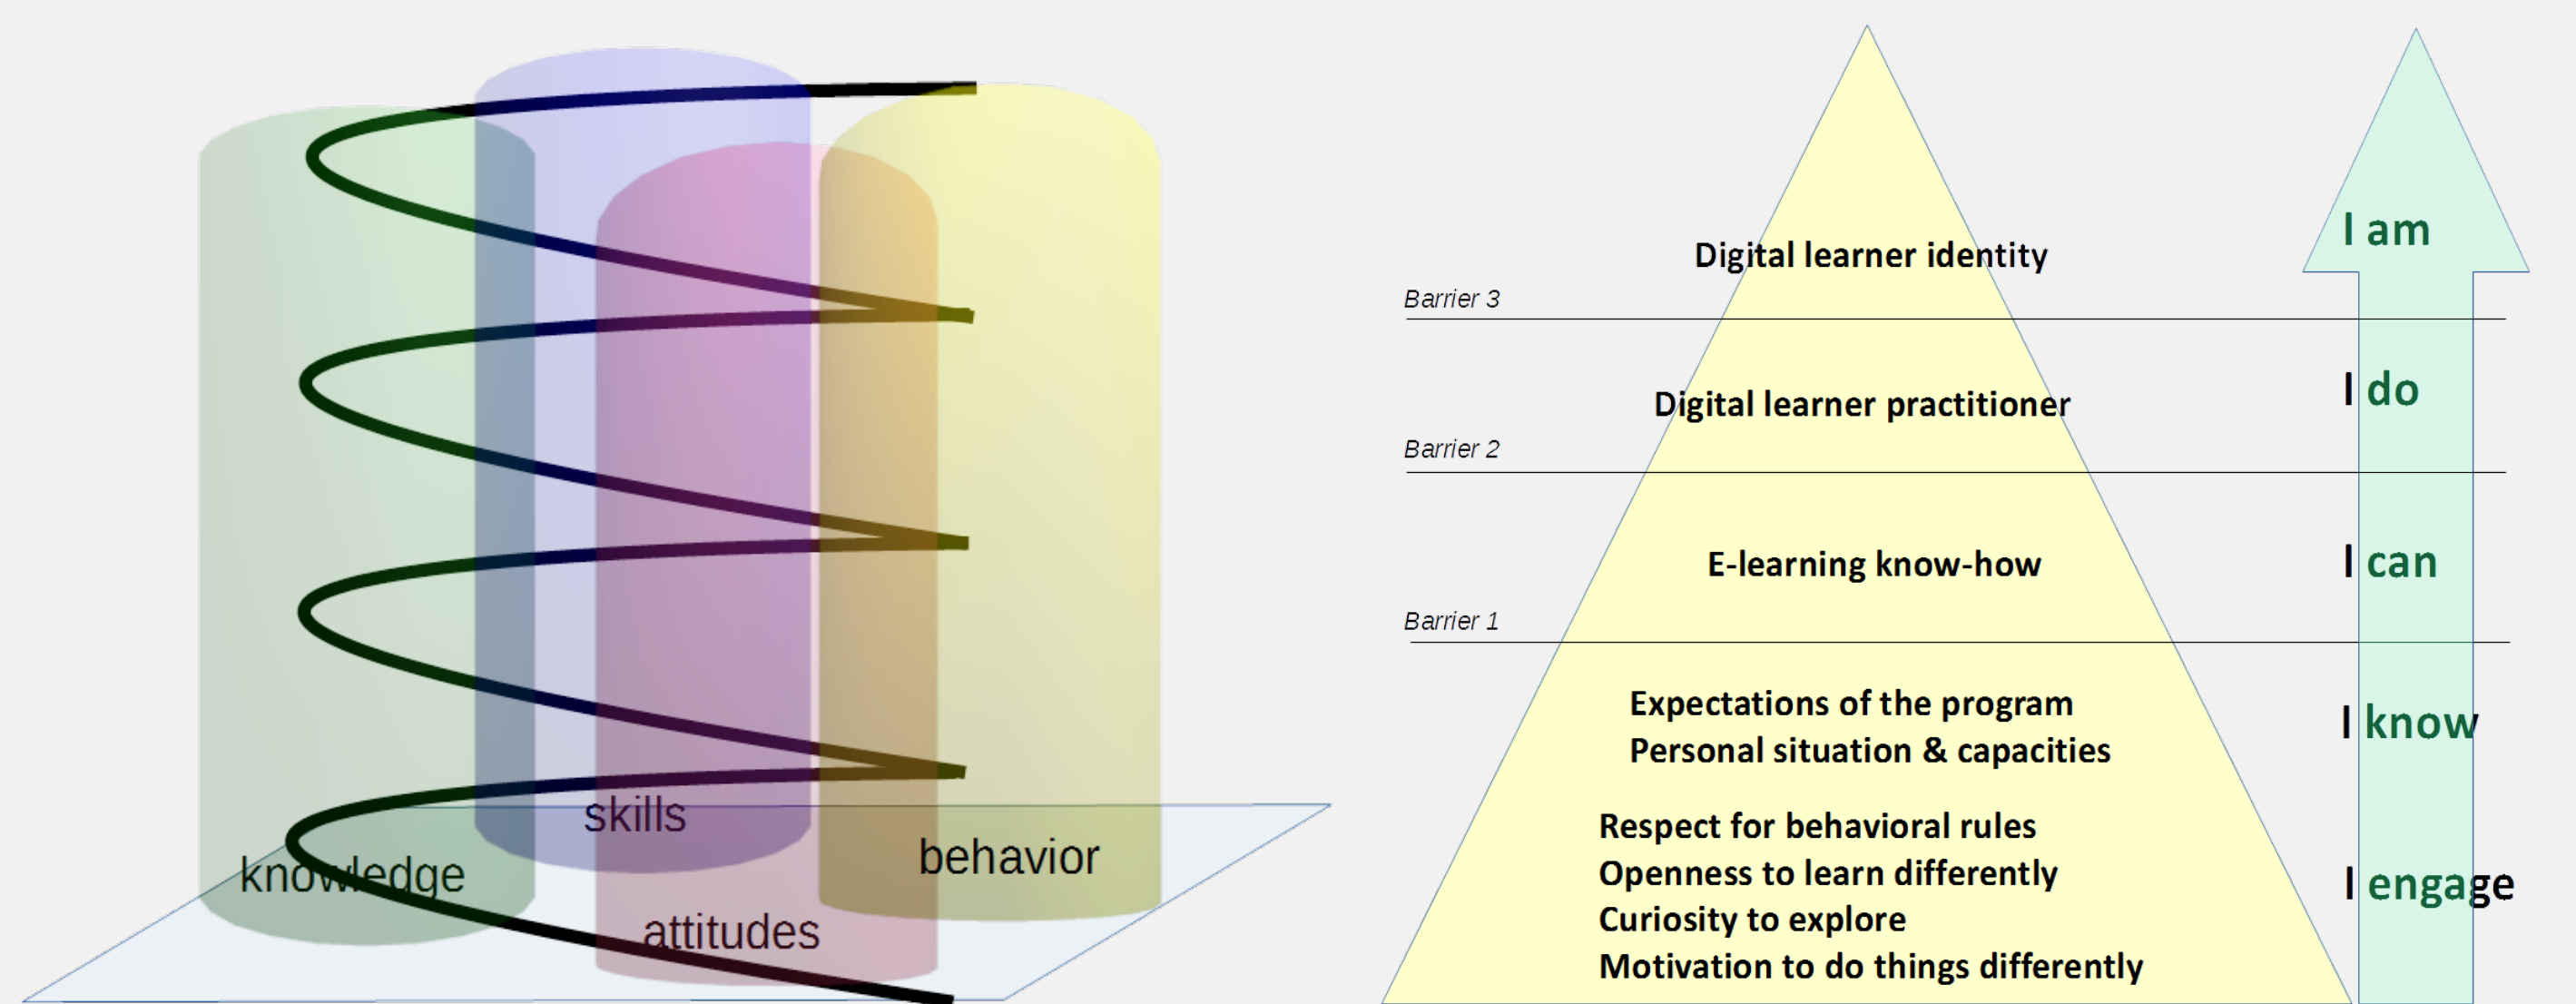 skills
knowledge
behavior
attitudes
Digital learner identity
I am
Barrier 3
Digital learner practitioner
I do
Barrier 2
E-learning know-how
I can
Barrier 1
Expectations of the program
Personal situation & capacities
I know
Respect for behavioral rules
Openness to learn differently
Curiosity to explore
Motivation to do things differently
I engage